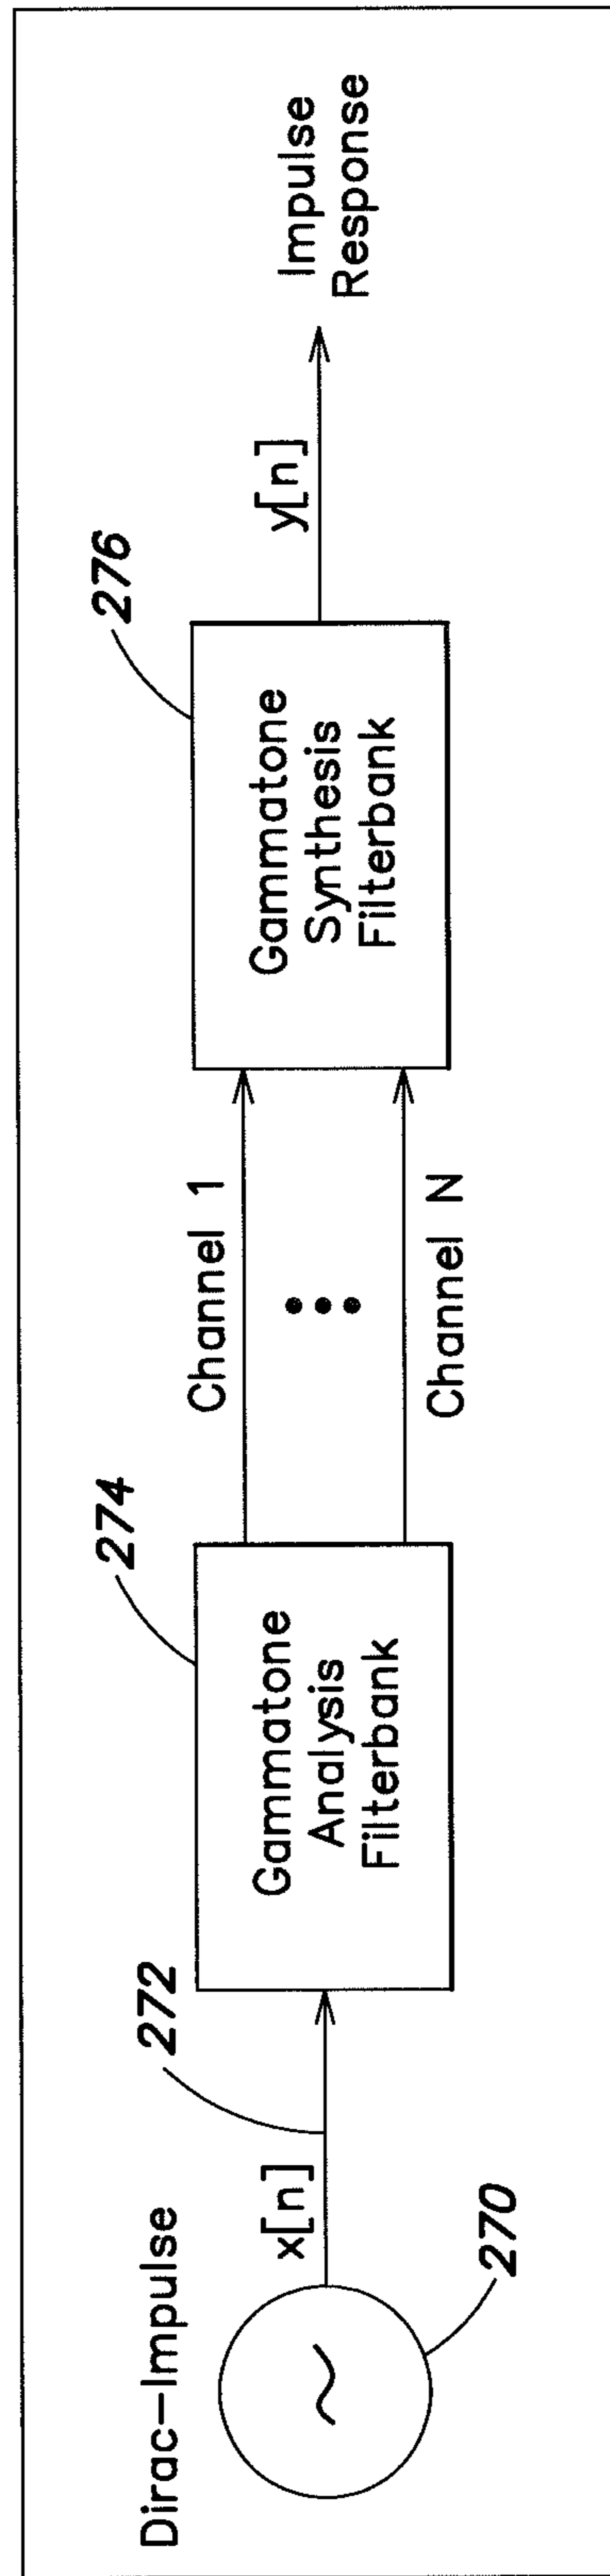 Dirac-Impulse
270
x[n]
272
274
Gammatone
Analysis
Filterbank
Channel 1
Channel N
276
Gammatone
Synthesis
Filterbank
y[n]
Impulse
Response